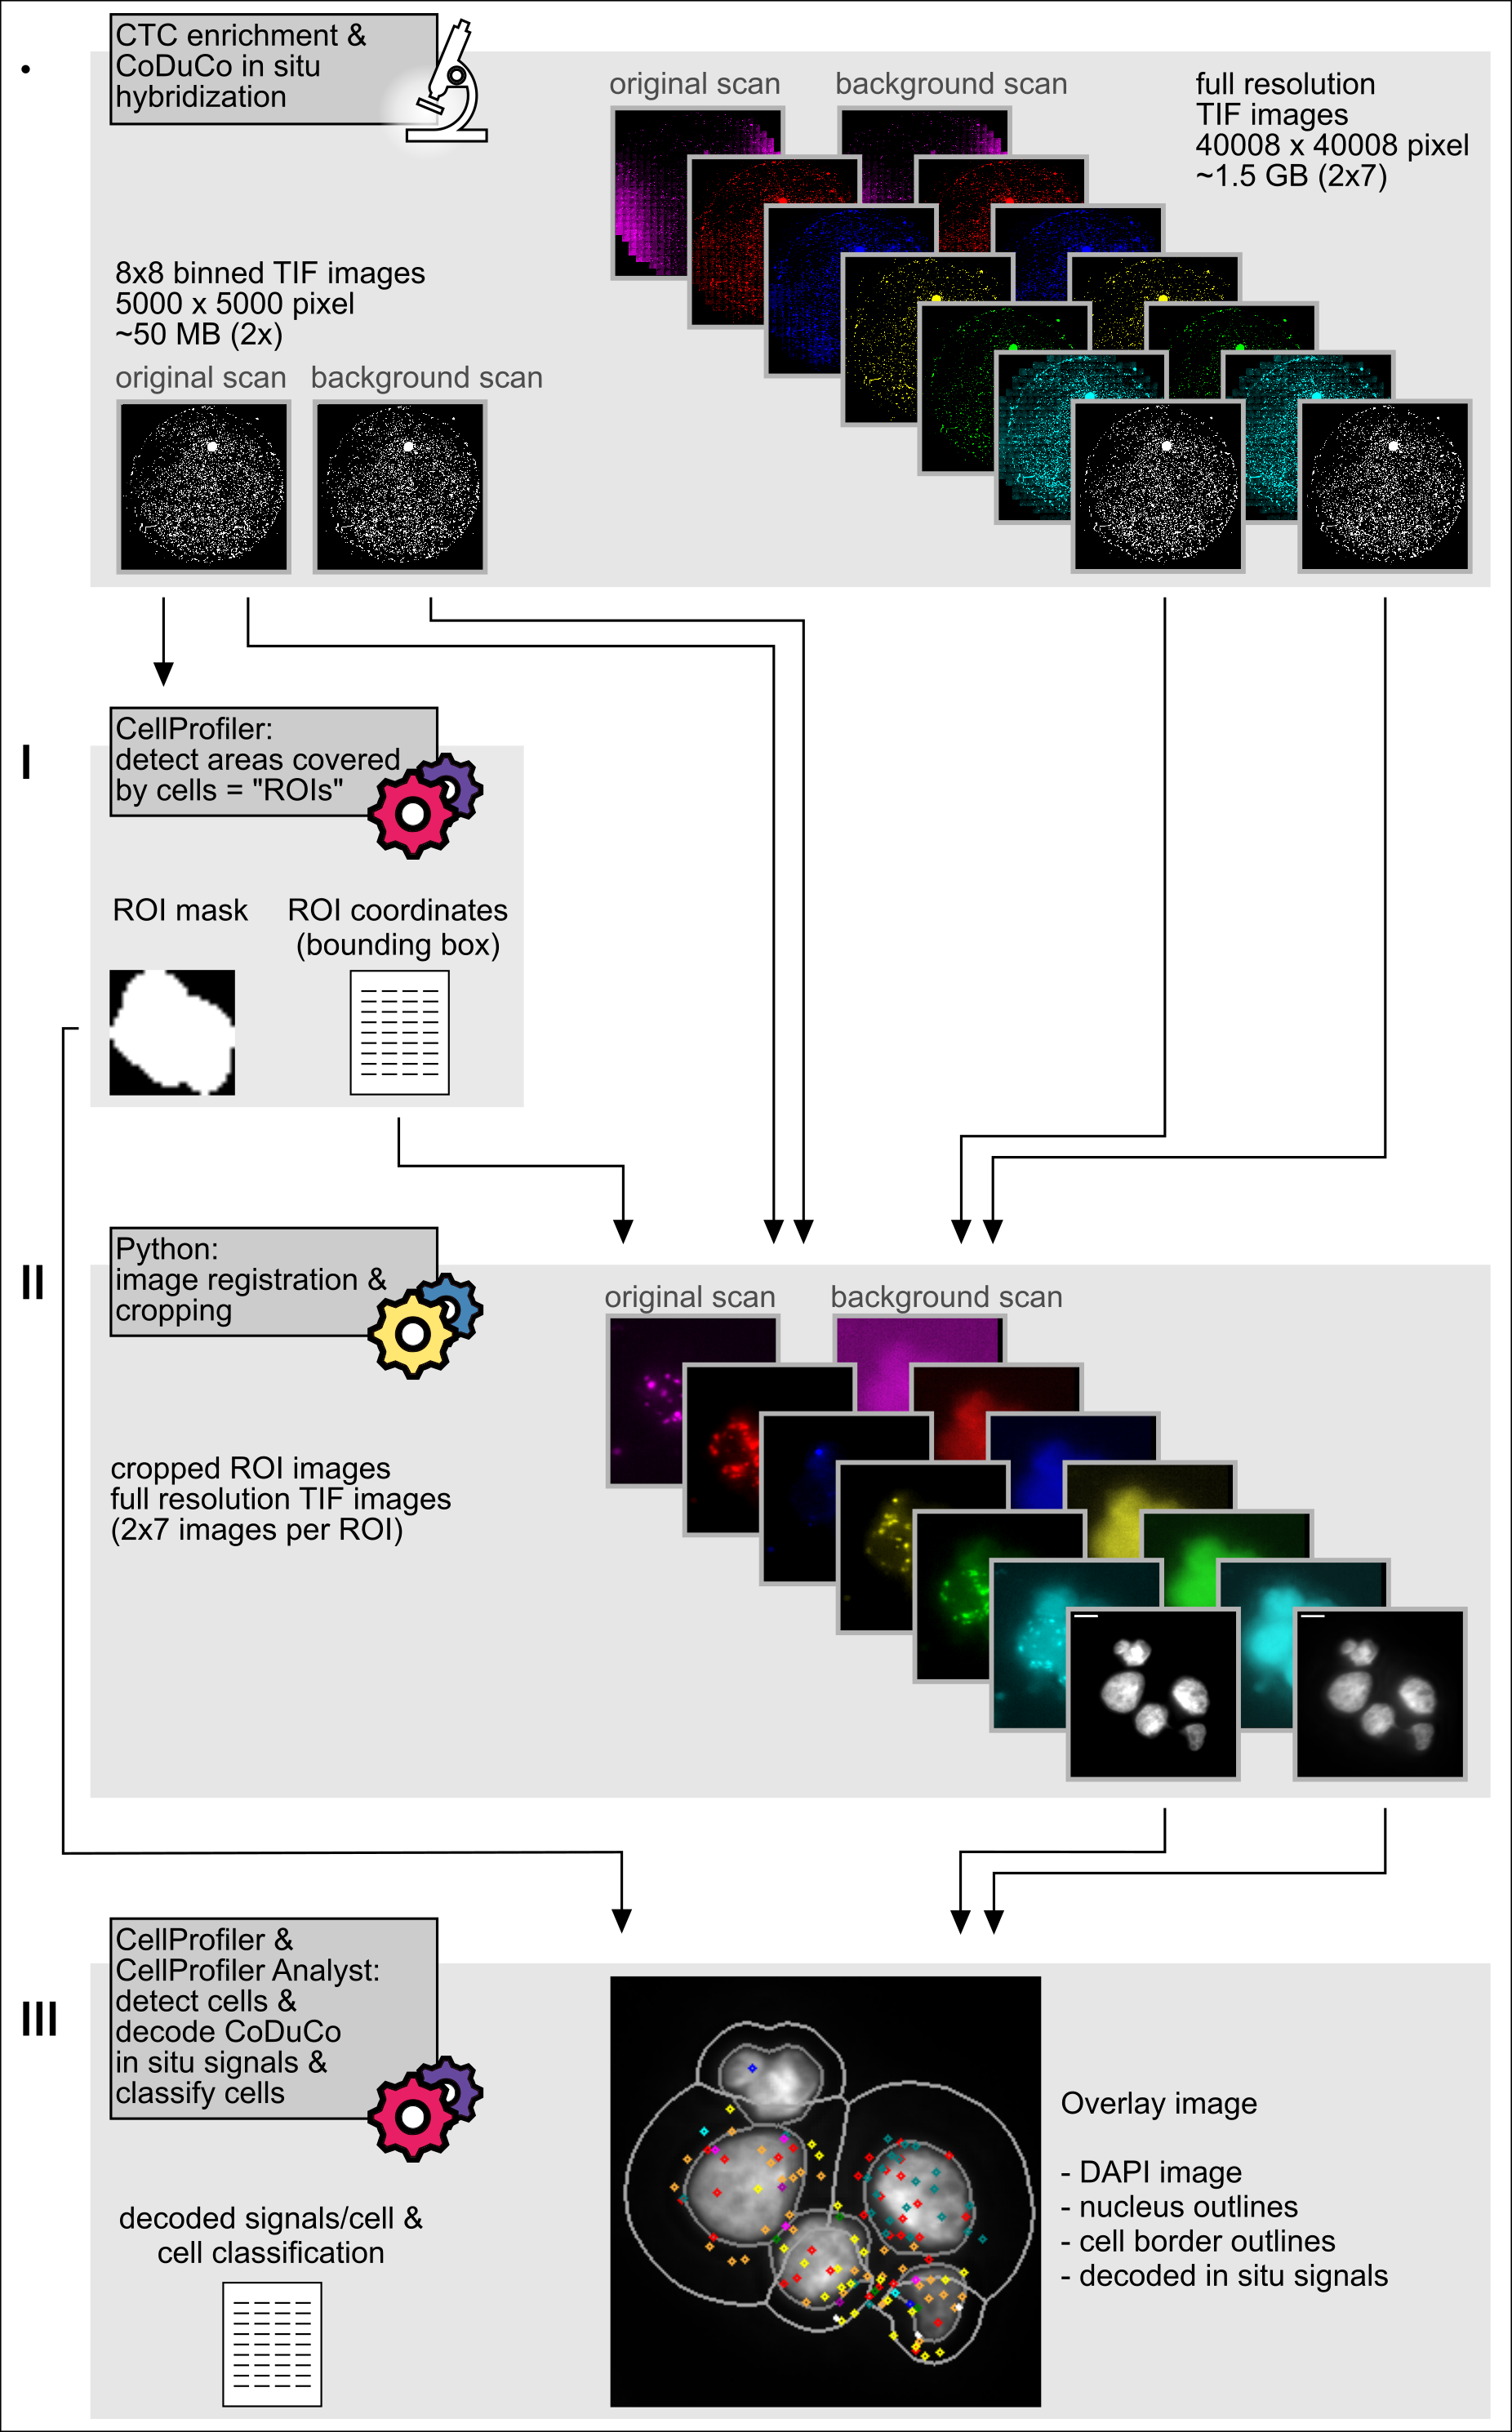 CTC enrichment &
CoDuCo in situ
hybridization
•
original scan
background scan
full resolution
TIF images
40008 x 40008 pixel
~1.5 GB (2x7)
8x8 binned TIF images
5000 x 5000 pixel
~50 MB (2x)
original scan
background scan
I
CellProfiler:
detect areas covered
by cells = "ROIs"
ROI mask
ROI coordinates
(bounding box)
II
Python:
image registration &
cropping
original scan
background scan
cropped ROI images
full resolution TIF images
(2x7 images per ROI)
III
CellProfiler &
CellProfiler Analyst:
detect cells &
decode CoDuCo
in situ signals &
classify cells
decoded signals/cell &
cell classification
Overlay image
- DAPI image
- nucleus outlines
- cell border outlines
- decoded in situ signals